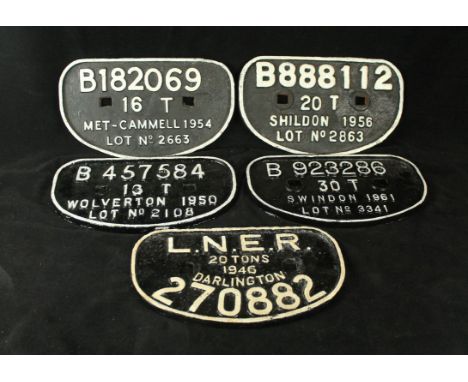 B182069
16 T
MET-CAMMELL 1954
LOT No 2663
B888112
20 T
SHILDON 1956
LOT No 2863
B 457584
13 T
WOLVERTON 1950
LOT No 2108
B 923286
30 T
SWINDON 1961
LOT No 3341
L.N.E.R.
20 TONS
1946
DARLINGTON
270882